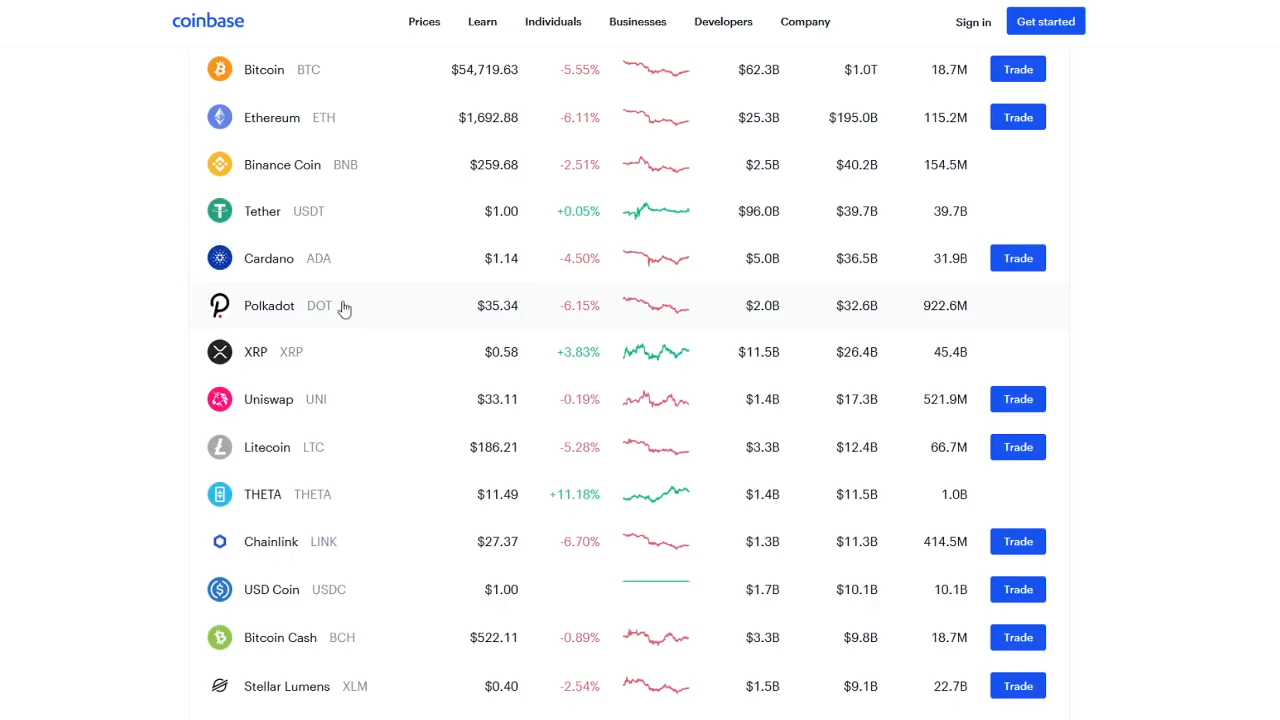 coinbase Prices Learn Individuals Businesses Developers Company Sign in Get started
Bitcoin BTC $54,719.63 -5.55% $62.3B $1.0T 18.7M Trade
Ethereum ETH $1,692.88 -6.11% $25.3B $195.0B 115.2M Trade
Binance Coin BNB $259.68 -2.51% $2.5B $40.2B 154.5M
Tether USDT $1.00 +0.05% $96.0B $39.7B 39.7B
Cardano ADA $1.14 -4.50% $5.0B $36.5B 31.9B Trade
Polkadot DOT $35.34 -6.15% $2.0B $32.6B 922.6M
XRP XRP $0.58 +3.83% $11.5B $26.4B 45.4B
Uniswap UNI $33.11 -0.19% $1.4B $17.3B 521.9M Trade
Litecoin LTC $186.21 -5.28% $3.3B $12.4B 66.7M Trade
THETA THETA $11.49 +11.18% $1.4B $11.5B 1.0B
Chainlink LINK $27.37 -6.70% $1.3B $11.3B 414.5M Trade
USD Coin USDC $1.00 $1.7B $10.1B 10.1B Trade
Bitcoin Cash BCH $522.11 -0.89% $3.3B $9.8B 18.7M Trade
Stellar Lumens XLM $0.40 -2.54% $1.5B $9.1B 22.7B Trade